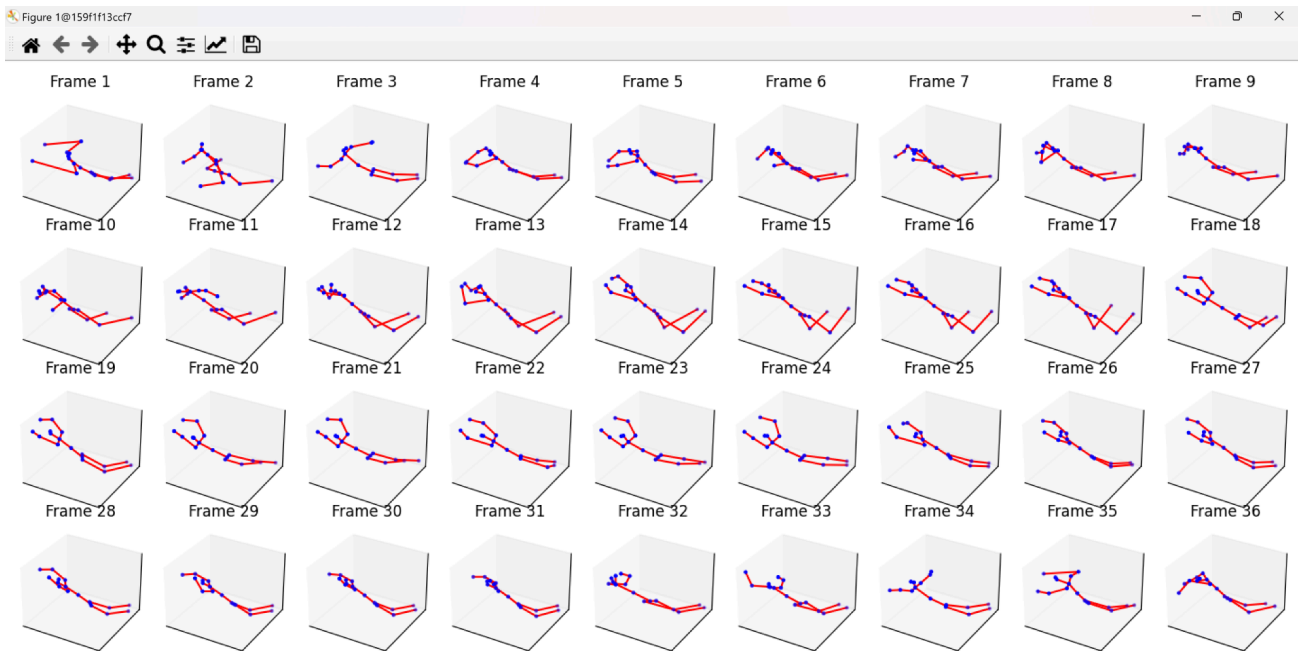 Figure 1@159f1f13ccf7
Frame 1 Frame 2 Frame 3 Frame 4 Frame 5 Frame 6 Frame 7 Frame 8 Frame 9
Frame 10 Frame 11 Frame 12 Frame 13 Frame 14 Frame 15 Frame 16 Frame 17 Frame 18
Frame 19 Frame 20 Frame 21 Frame 22 Frame 23 Frame 24 Frame 25 Frame 26 Frame 27
Frame 28 Frame 29 Frame 30 Frame 31 Frame 32 Frame 33 Frame 34 Frame 35 Frame 36